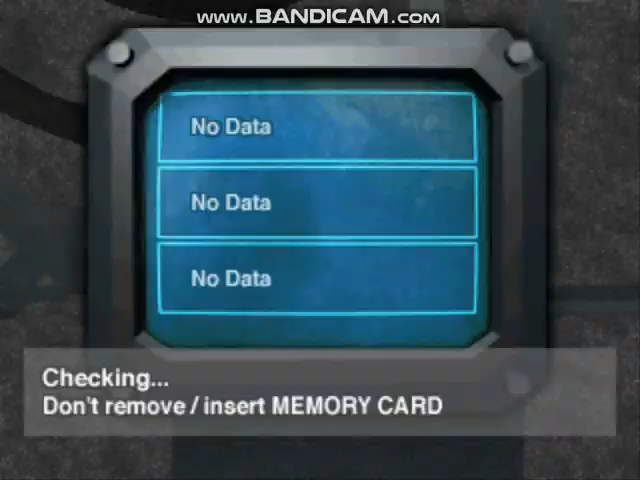 www.BANDICAM.com
No Data
No Data
No Data
Checking...
Don't remove / insert MEMORY CARD